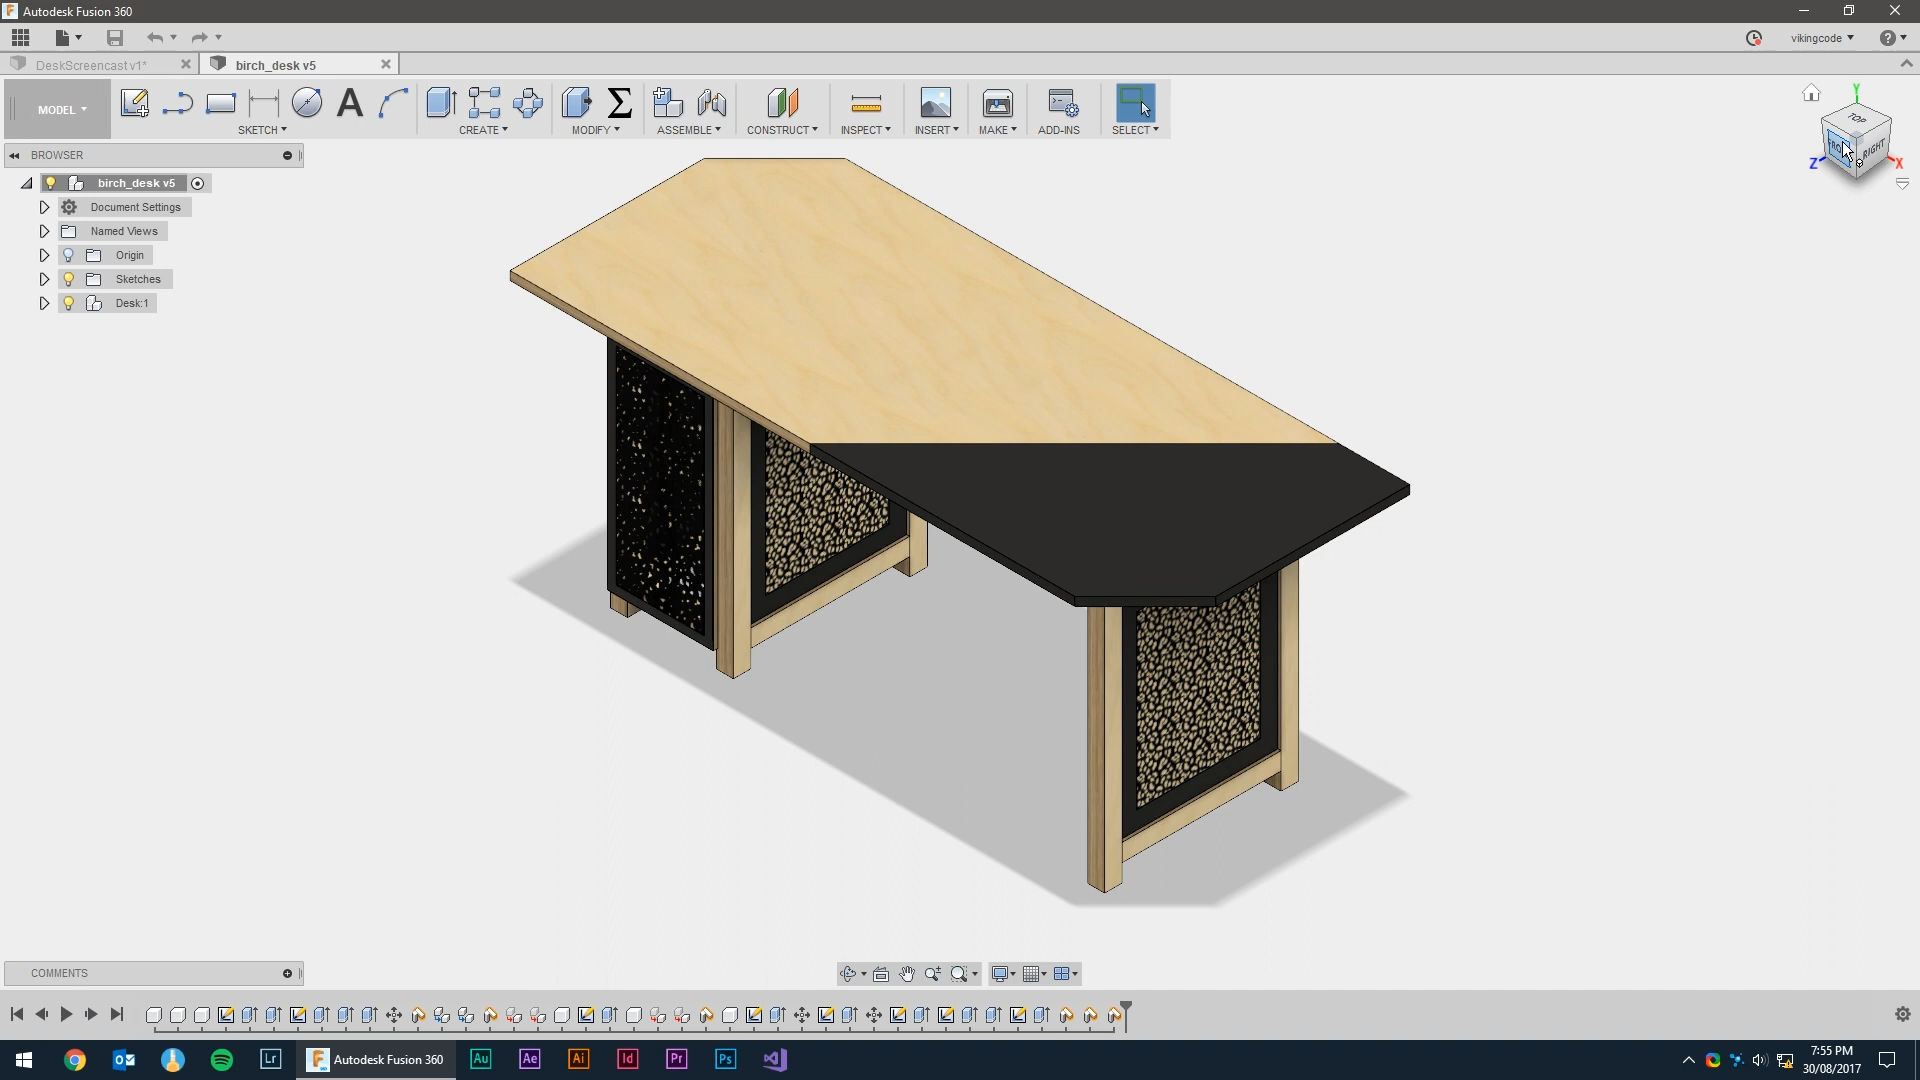 Autodesk Fusion 360
vikingcode
DeskScreencast v1*
birch_desk v5
MODEL
SKETCH
CREATE
MODIFY
ASSEMBLE
CONSTRUCT
INSPECT
INSERT
MAKE
ADD-INS
SELECT
BROWSER
birch_desk v5
Document Settings
Named Views
Origin
Sketches
Desk:1
Y
TOP
RIGHT
Z
X
COMMENTS
Lr
Autodesk Fusion 360
Au
Ae
Ai
Id
Pr
Ps
7:55 PM
30/08/2017